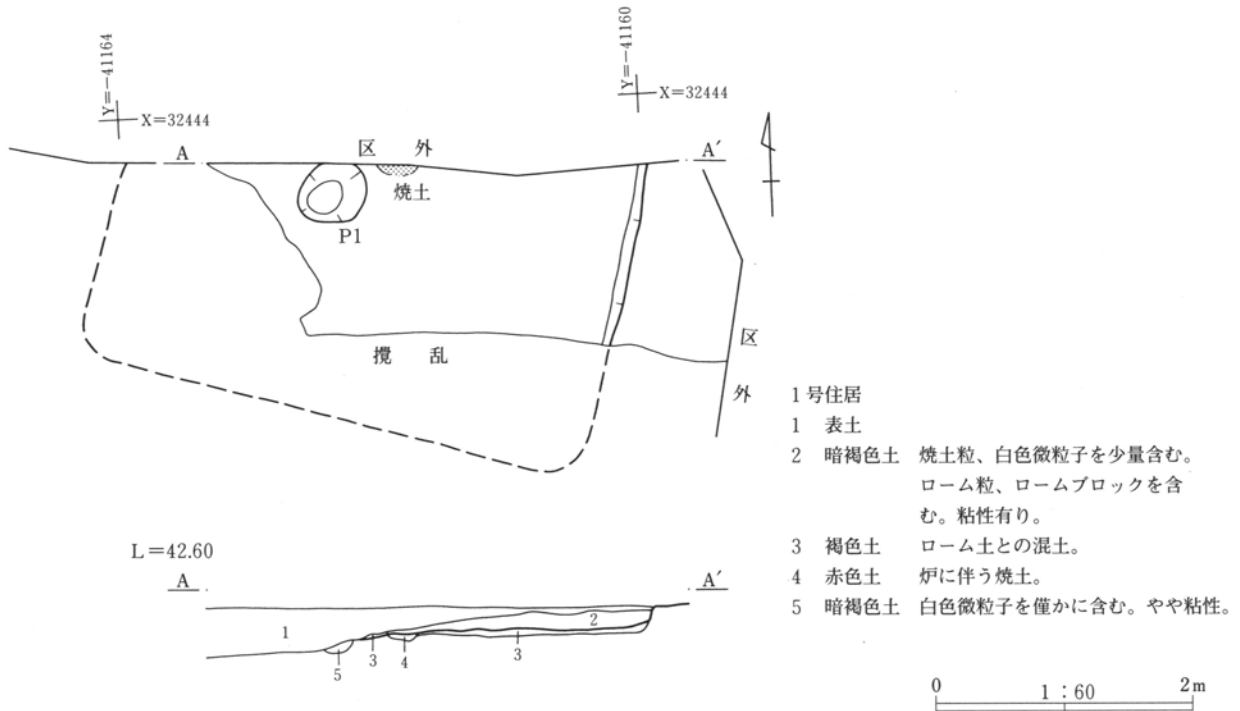 Y=-41164
X=32444
Y=-41160
X=32444
A
区 外
A′
焼土
P1
攪 乱
区
外
1号住居
1 表土
2 暗褐色土 焼土粒、白色微粒子を少量含む。
ローム粒、ロームブロックを含
む。粘性有り。
3 褐色土 ローム土との混土。
4 赤色土 炉に伴う焼土。
5 暗褐色土 白色微粒子を僅かに含む。やや粘性。
L=42.60
A
A′
1
2
5
3
4
3
0
1：60
2m